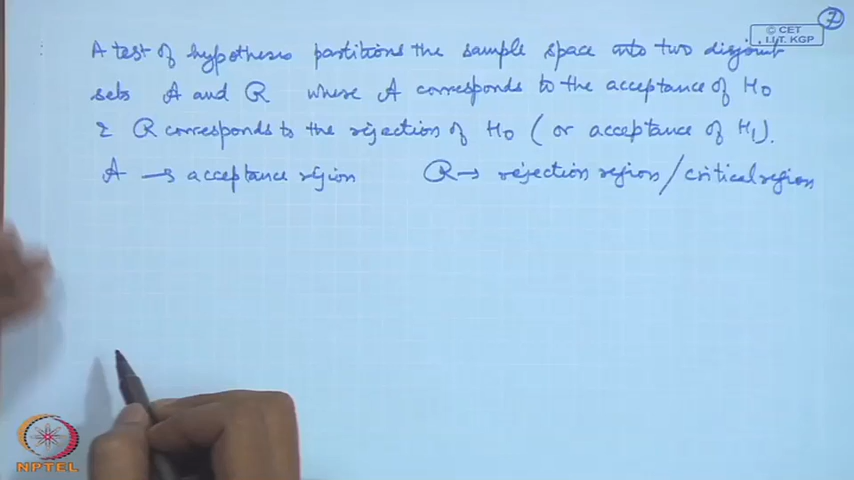 © CET
I.I.T. KGP
7
A test of hypothesis partitions the sample space into two disjoint
sets A and R where A corresponds to the acceptance of H0
& R corresponds to the rejection of H0 (or acceptance of H1).
A → acceptance region R → rejection region/critical region
NPTEL